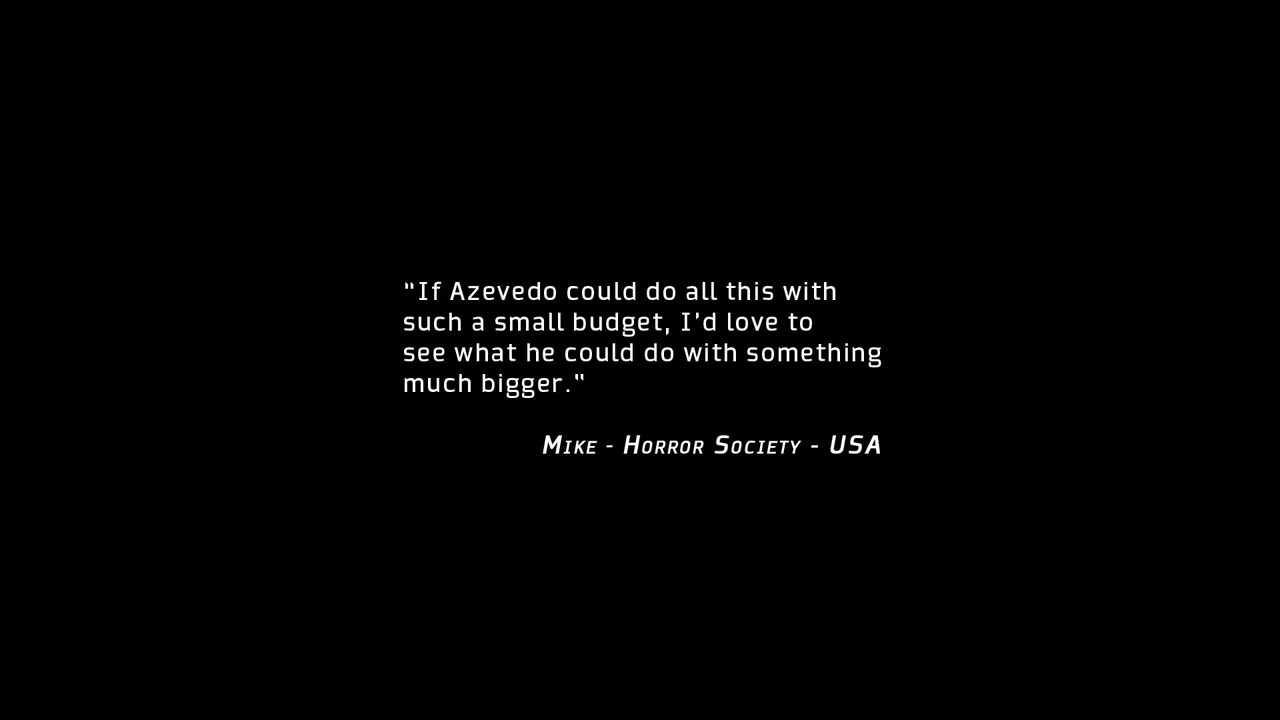 "If Azevedo could do all this with
such a small budget, I'd love to
see what he could do with something
much bigger."
Mike - Horror Society - USA